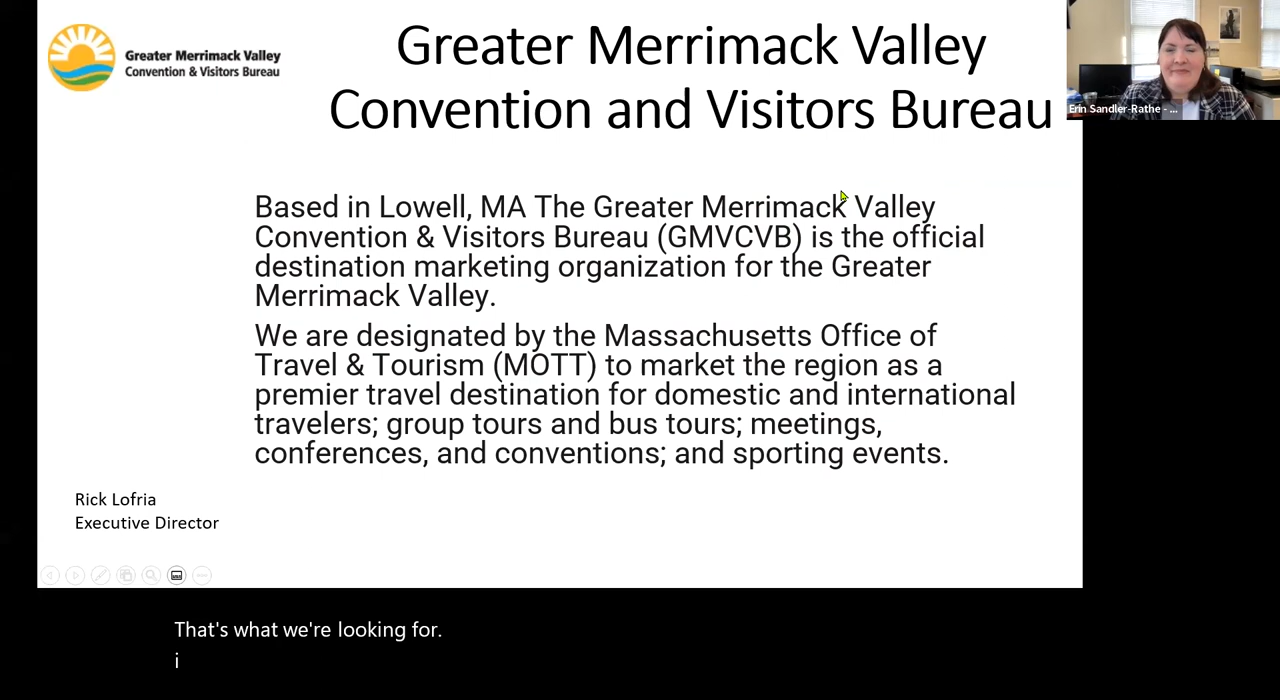 Greater Merrimack Valley
Convention & Visitors Bureau
Greater Merrimack Valley
Convention and Visitors Bureau
Erin Sandler-Rathe - ...
Based in Lowell, MA The Greater Merrimack Valley
Convention & Visitors Bureau (GMVCVB) is the official
destination marketing organization for the Greater
Merrimack Valley.
We are designated by the Massachusetts Office of
Travel & Tourism (MOTT) to market the region as a
premier travel destination for domestic and international
travelers; group tours and bus tours; meetings,
conferences, and conventions; and sporting events.
Rick Lofria
Executive Director
That's what we're looking for.
i